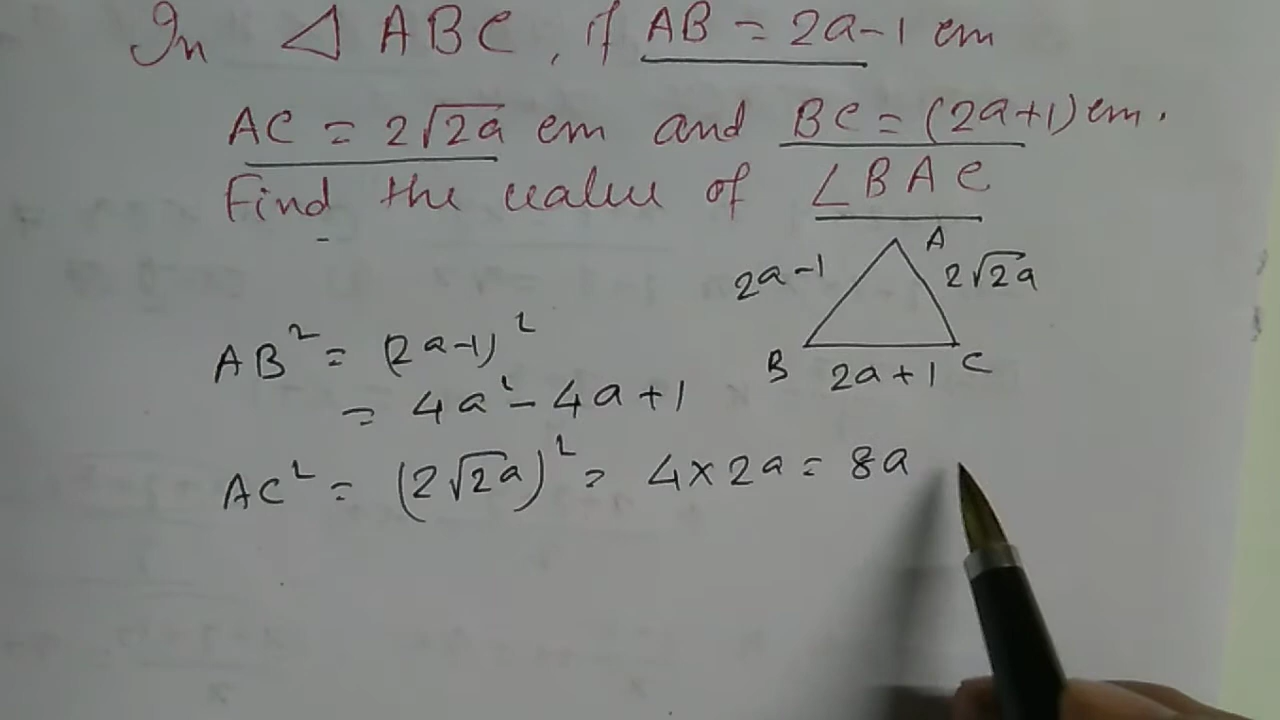 In △ ABC, if AB = 2a-1 cm
AC = 2√2a cm and BC = (2a+1) cm.
Find the value of ∠BAC
A
2a-1
2√2a
B
2a+1
C
AB² = (2a-1)²
= 4a² - 4a + 1
AC² = (2√2a)² = 4×2a = 8a